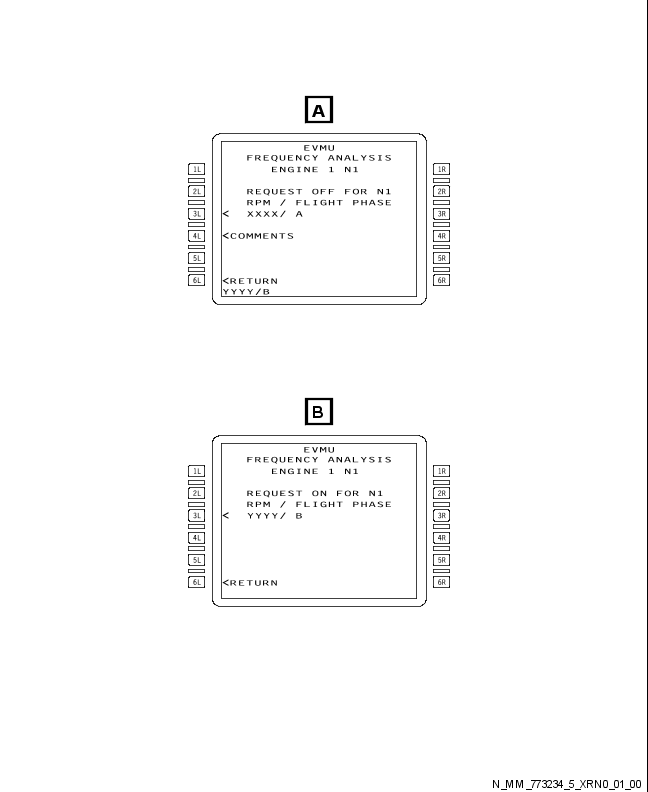 A
EVMU
FREQUENCY ANALYSIS
1L ENGINE 1 N1 1R
2L REQUEST OFF FOR N1 2R
RPM / FLIGHT PHASE
3L < XXXX/ A 3R
4L <COMMENTS 4R
5L 5R
6L <RETURN 6R
YYYY/B
B
EVMU
FREQUENCY ANALYSIS
1L ENGINE 1 N1 1R
2L REQUEST ON FOR N1 2R
RPM / FLIGHT PHASE
3L < YYYY/ B 3R
4L 4R
5L 5R
6L <RETURN 6R
N_MM_773234_5_XRN0_01_00